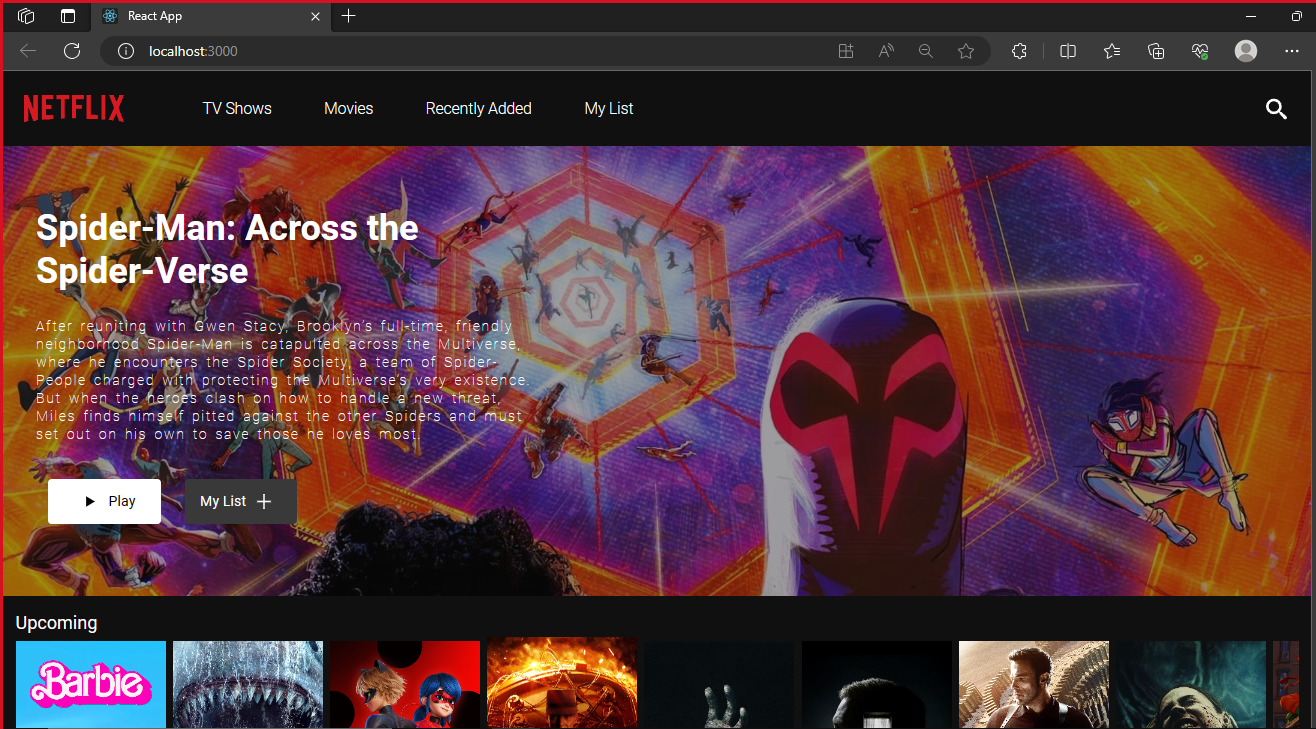 React App
localhost:3000
NETFLIX
TV Shows
Movies
Recently Added
My List
Spider-Man: Across the
Spider-Verse
After reuniting with Gwen Stacy, Brooklyn's full-time, friendly
neighborhood Spider-Man is catapulted across the Multiverse,
where he encounters the Spider Society, a team of Spider-
People charged with protecting the Multiverse's very existence.
But when the heroes clash on how to handle a new threat,
Miles finds himself pitted against the other Spiders and must
set out on his own to save those he loves most.
Play
My List
Upcoming
Barbie